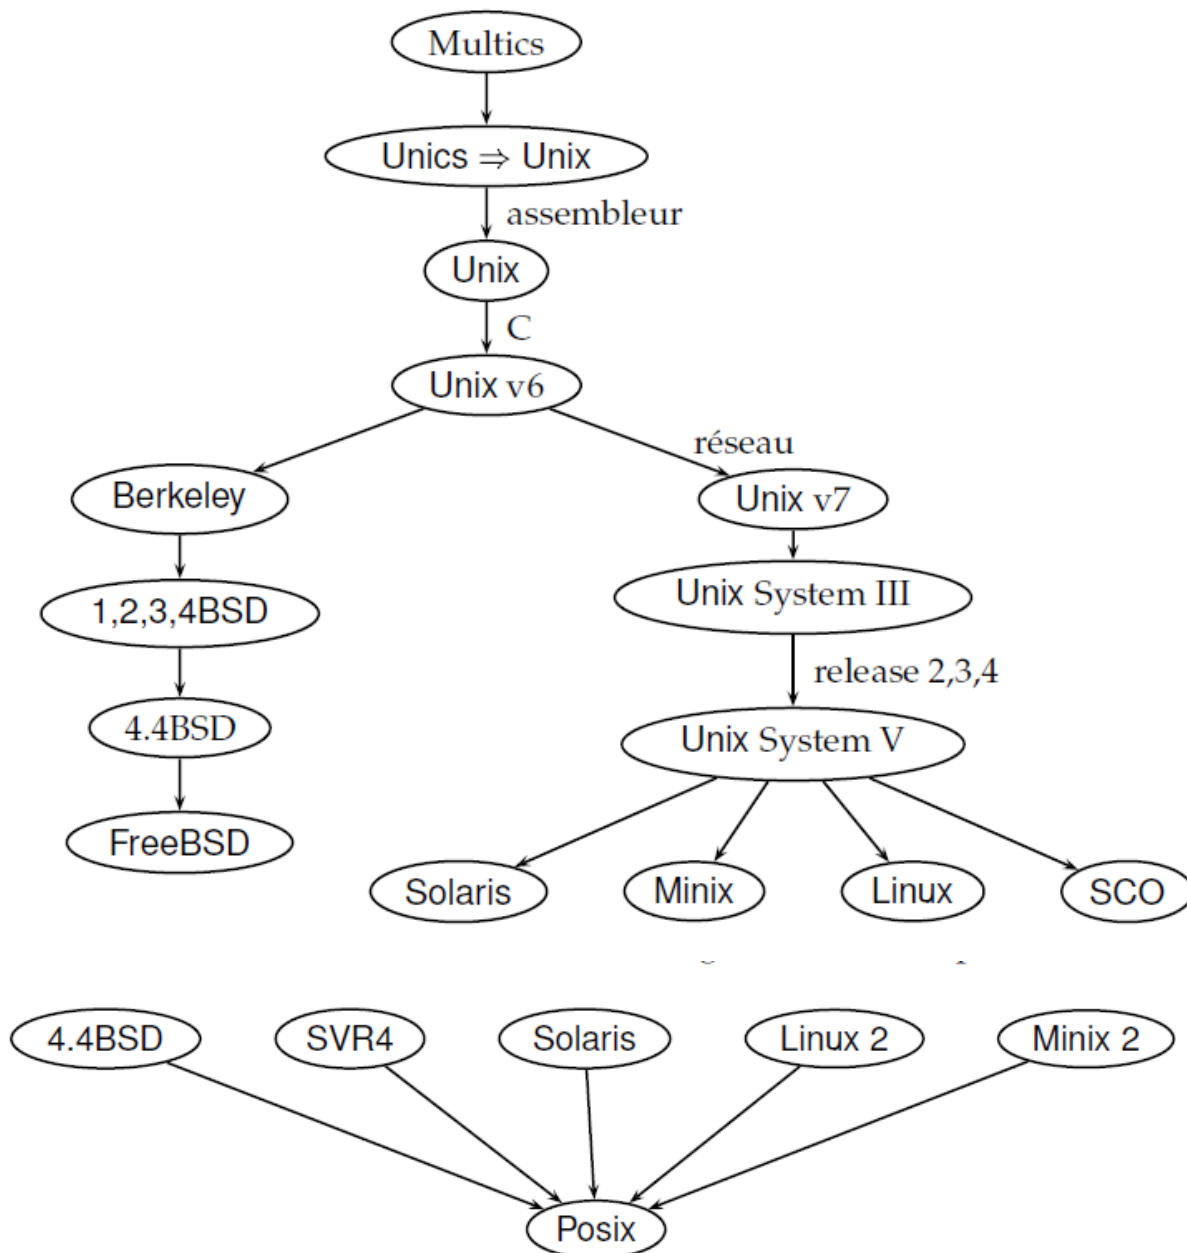 Multics
Unics ⇒ Unix
assembleur
Unix
C
Unix v6
réseau
Berkeley
Unix v7
1,2,3,4BSD
Unix System III
release 2,3,4
4.4BSD
Unix System V
FreeBSD
Solaris
Minix
Linux
SCO
4.4BSD
SVR4
Solaris
Linux 2
Minix 2
Posix